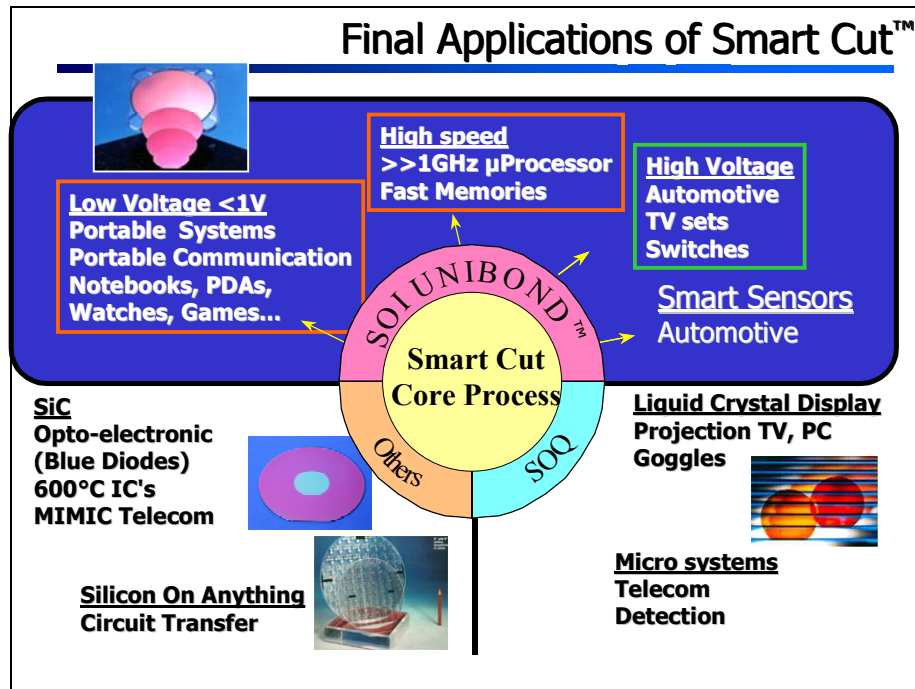 Final Applications of Smart Cut™
High speed
>>1GHz µProcessor
Fast Memories
High Voltage
Automotive
TV sets
Switches
Low Voltage <1V
Portable Systems
Portable Communication
Notebooks, PDAs,
Watches, Games...
Smart Sensors
Automotive
SOI UNIBOND™
Smart Cut
Core Process
Others
SOQ
SiC
Opto-electronic
(Blue Diodes)
600°C IC's
MIMIC Telecom
Liquid Crystal Display
Projection TV, PC
Goggles
Silicon On Anything
Circuit Transfer
Micro systems
Telecom
Detection